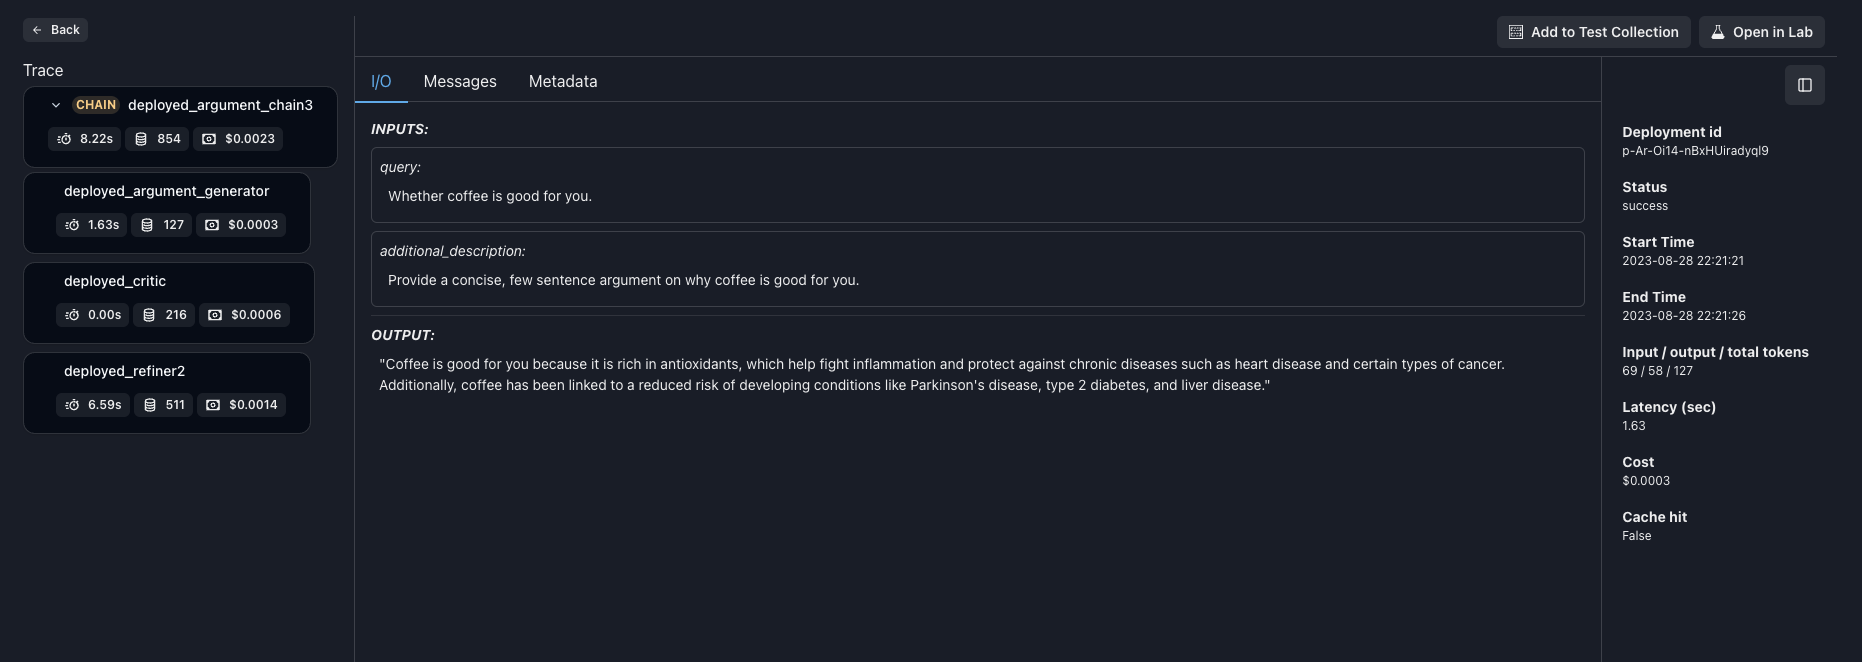 Back
Add to Test Collection
Open in Lab
Trace
CHAIN deployed_argument_chain3
8.22s 854 $0.0023
deployed_argument_generator
1.63s 127 $0.0003
deployed_critic
0.00s 216 $0.0006
deployed_refiner2
6.59s 511 $0.0014
I/O Messages Metadata
INPUTS:
query:
Whether coffee is good for you.
additional_description:
Provide a concise, few sentence argument on why coffee is good for you.
OUTPUT:
"Coffee is good for you because it is rich in antioxidants, which help fight inflammation and protect against chronic diseases such as heart disease and certain types of cancer.
Additionally, coffee has been linked to a reduced risk of developing conditions like Parkinson's disease, type 2 diabetes, and liver disease."
Deployment id
p-Ar-Oi14-nBxHUiradyql9
Status
success
Start Time
2023-08-28 22:21:21
End Time
2023-08-28 22:21:26
Input / output / total tokens
69 / 58 / 127
Latency (sec)
1.63
Cost
$0.0003
Cache hit
False